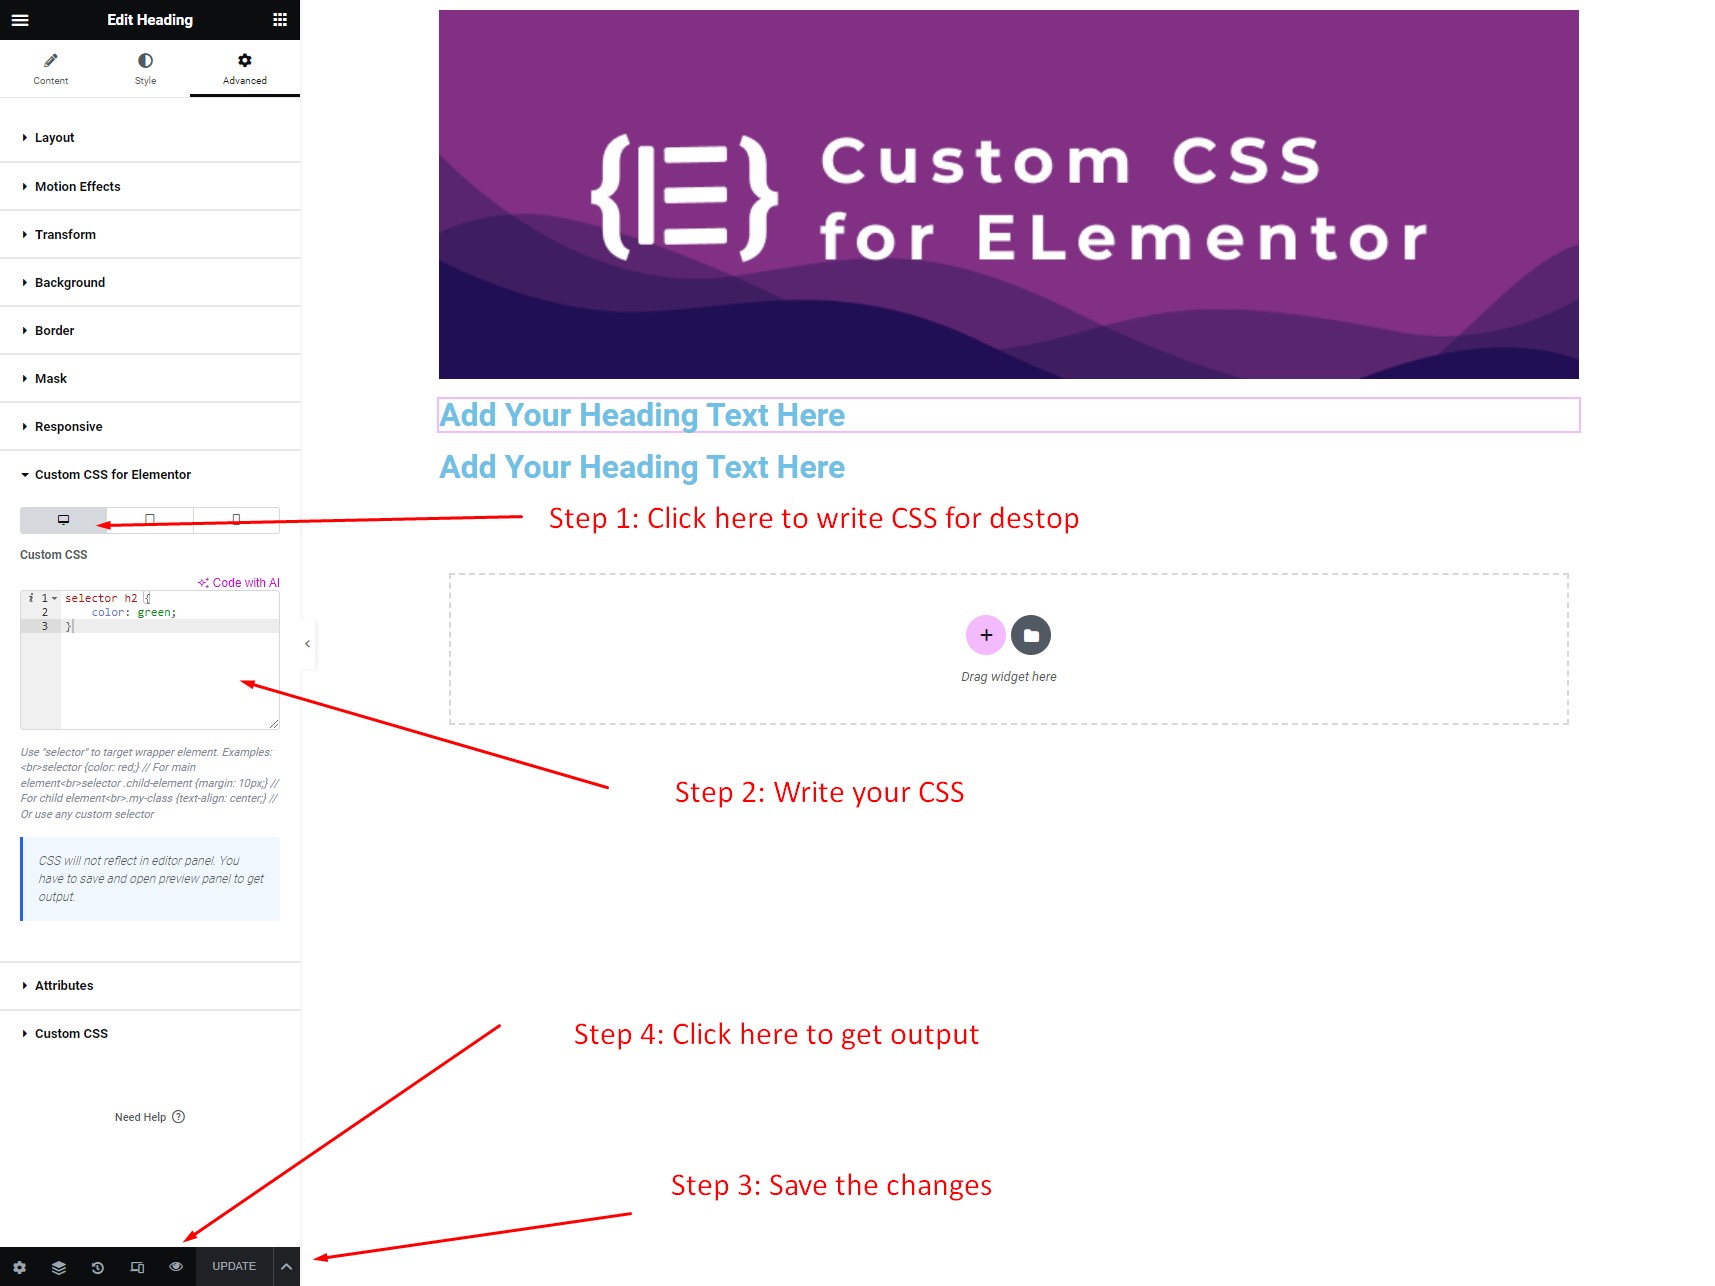 Edit Heading
Content
Style
Advanced
Layout
Motion Effects
Transform
Background
Border
Mask
Responsive
Custom CSS for Elementor
Custom CSS
Code with AI
i 1 selector h2 {
2 color: green;
3 }
Use "selector" to target wrapper element. Examples:
<br>selector {color: red;} // For main
element<br>selector .child-element {margin: 10px;} //
For child element<br>.my-class {text-align: center;} //
Or use any custom selector
CSS will not reflect in editor panel. You
have to save and open preview panel to get
output.
Attributes
Custom CSS
Need Help ?
UPDATE
{E} Custom CSS
for ELementor
Add Your Heading Text Here
Add Your Heading Text Here
Step 1: Click here to write CSS for destop
Drag widget here
Step 2: Write your CSS
Step 4: Click here to get output
Step 3: Save the changes